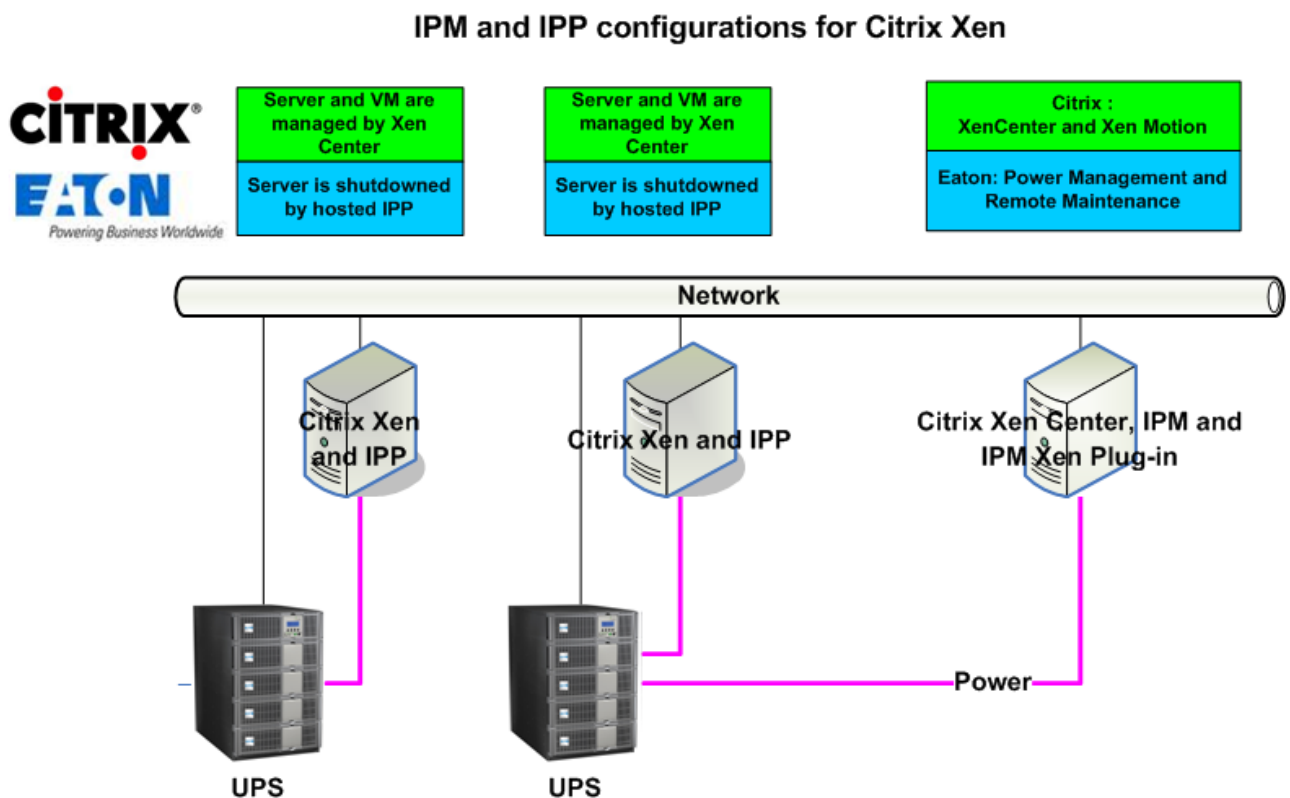 IPM and IPP configurations for Citrix Xen
CiTRIX®
EATON
Powering Business Worldwide
Server and VM are
managed by Xen
Center
Server is shutdowned
by hosted IPP
Server and VM are
managed by Xen
Center
Server is shutdowned
by hosted IPP
Citrix :
XenCenter and Xen Motion
Eaton: Power Management and
Remote Maintenance
Network
Citrix Xen
and IPP
Citrix Xen and IPP
Citrix Xen Center, IPM and
IPM Xen Plug-in
Power
UPS
UPS